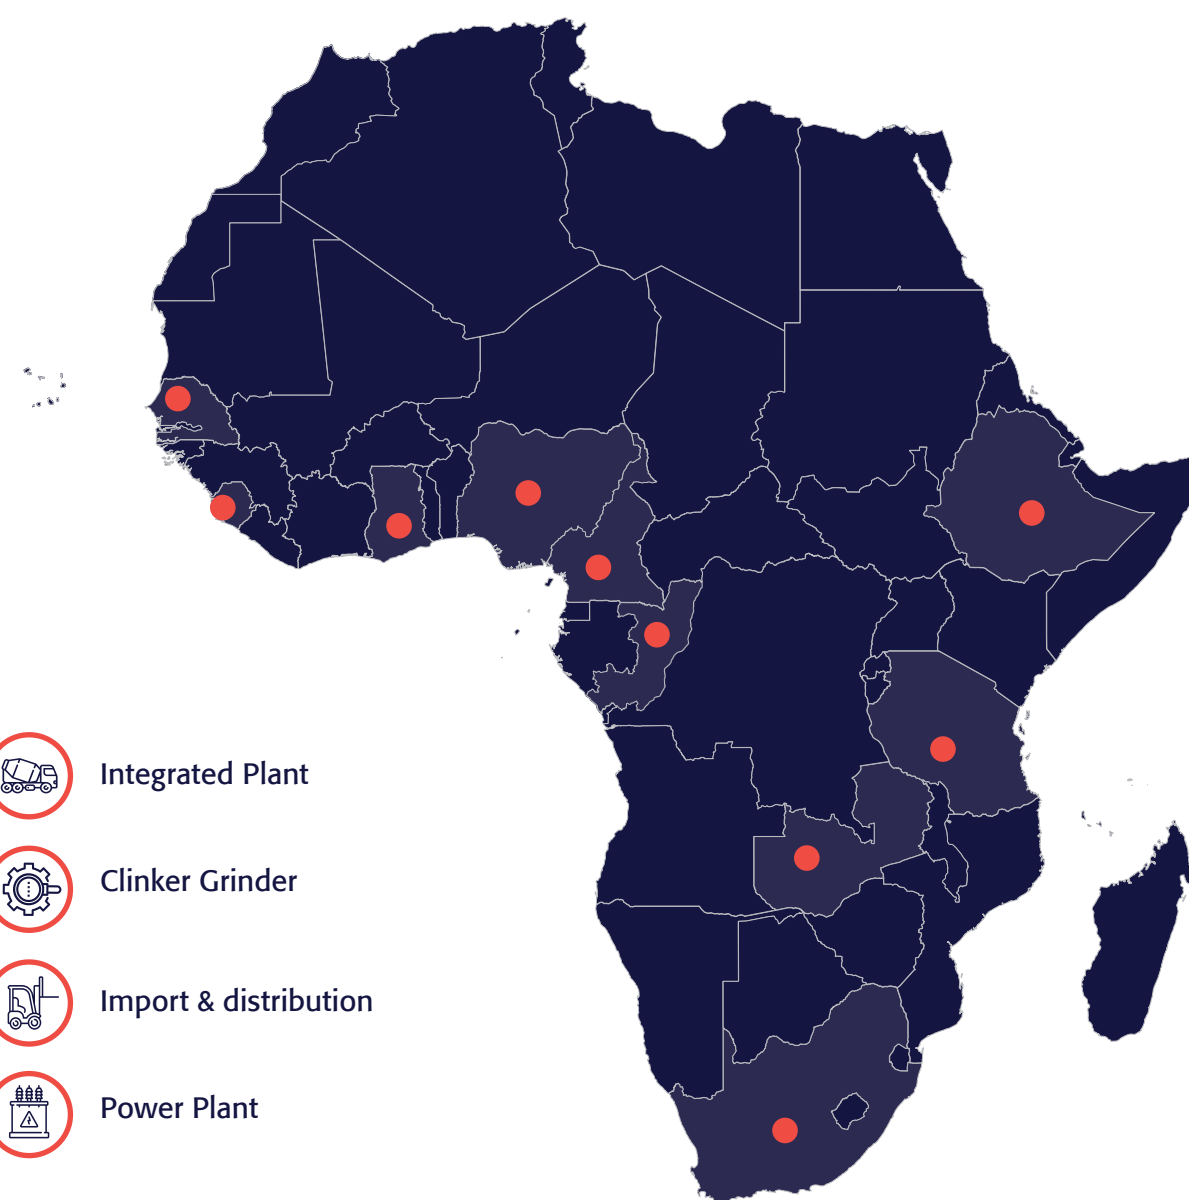 Integrated Plant
Clinker Grinder
Import & distribution
Power Plant